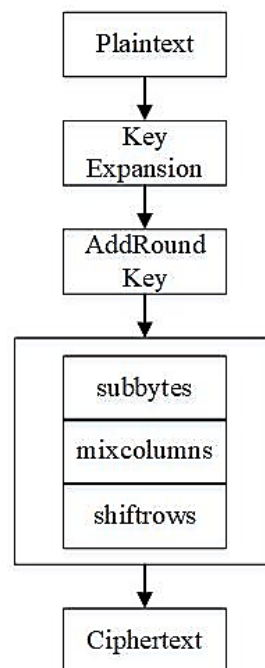 Plaintext
Key
Expansion
AddRound
Key
subbytes
mixcolumns
shiftrows
Ciphertext